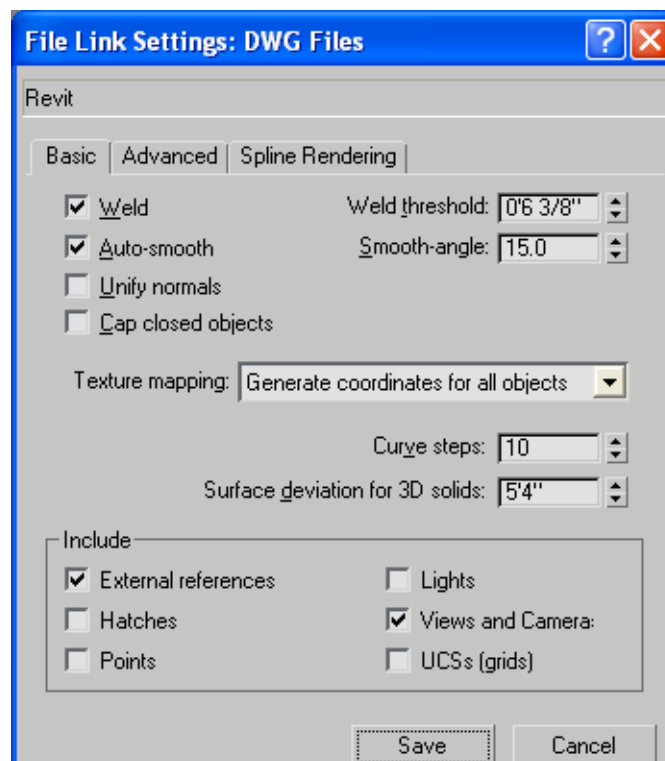 File Link Settings: DWG Files
Revit
Basic Advanced Spline Rendering
Weld Weld threshold: 0'6 3/8"
Auto-smooth Smooth-angle: 15.0
Unify normals
Cap closed objects
Texture mapping: Generate coordinates for all objects
Curve steps: 10
Surface deviation for 3D solids: 5'4"
Include
External references Lights
Hatches Views and Camera
Points UCSs (grids)
Save Cancel